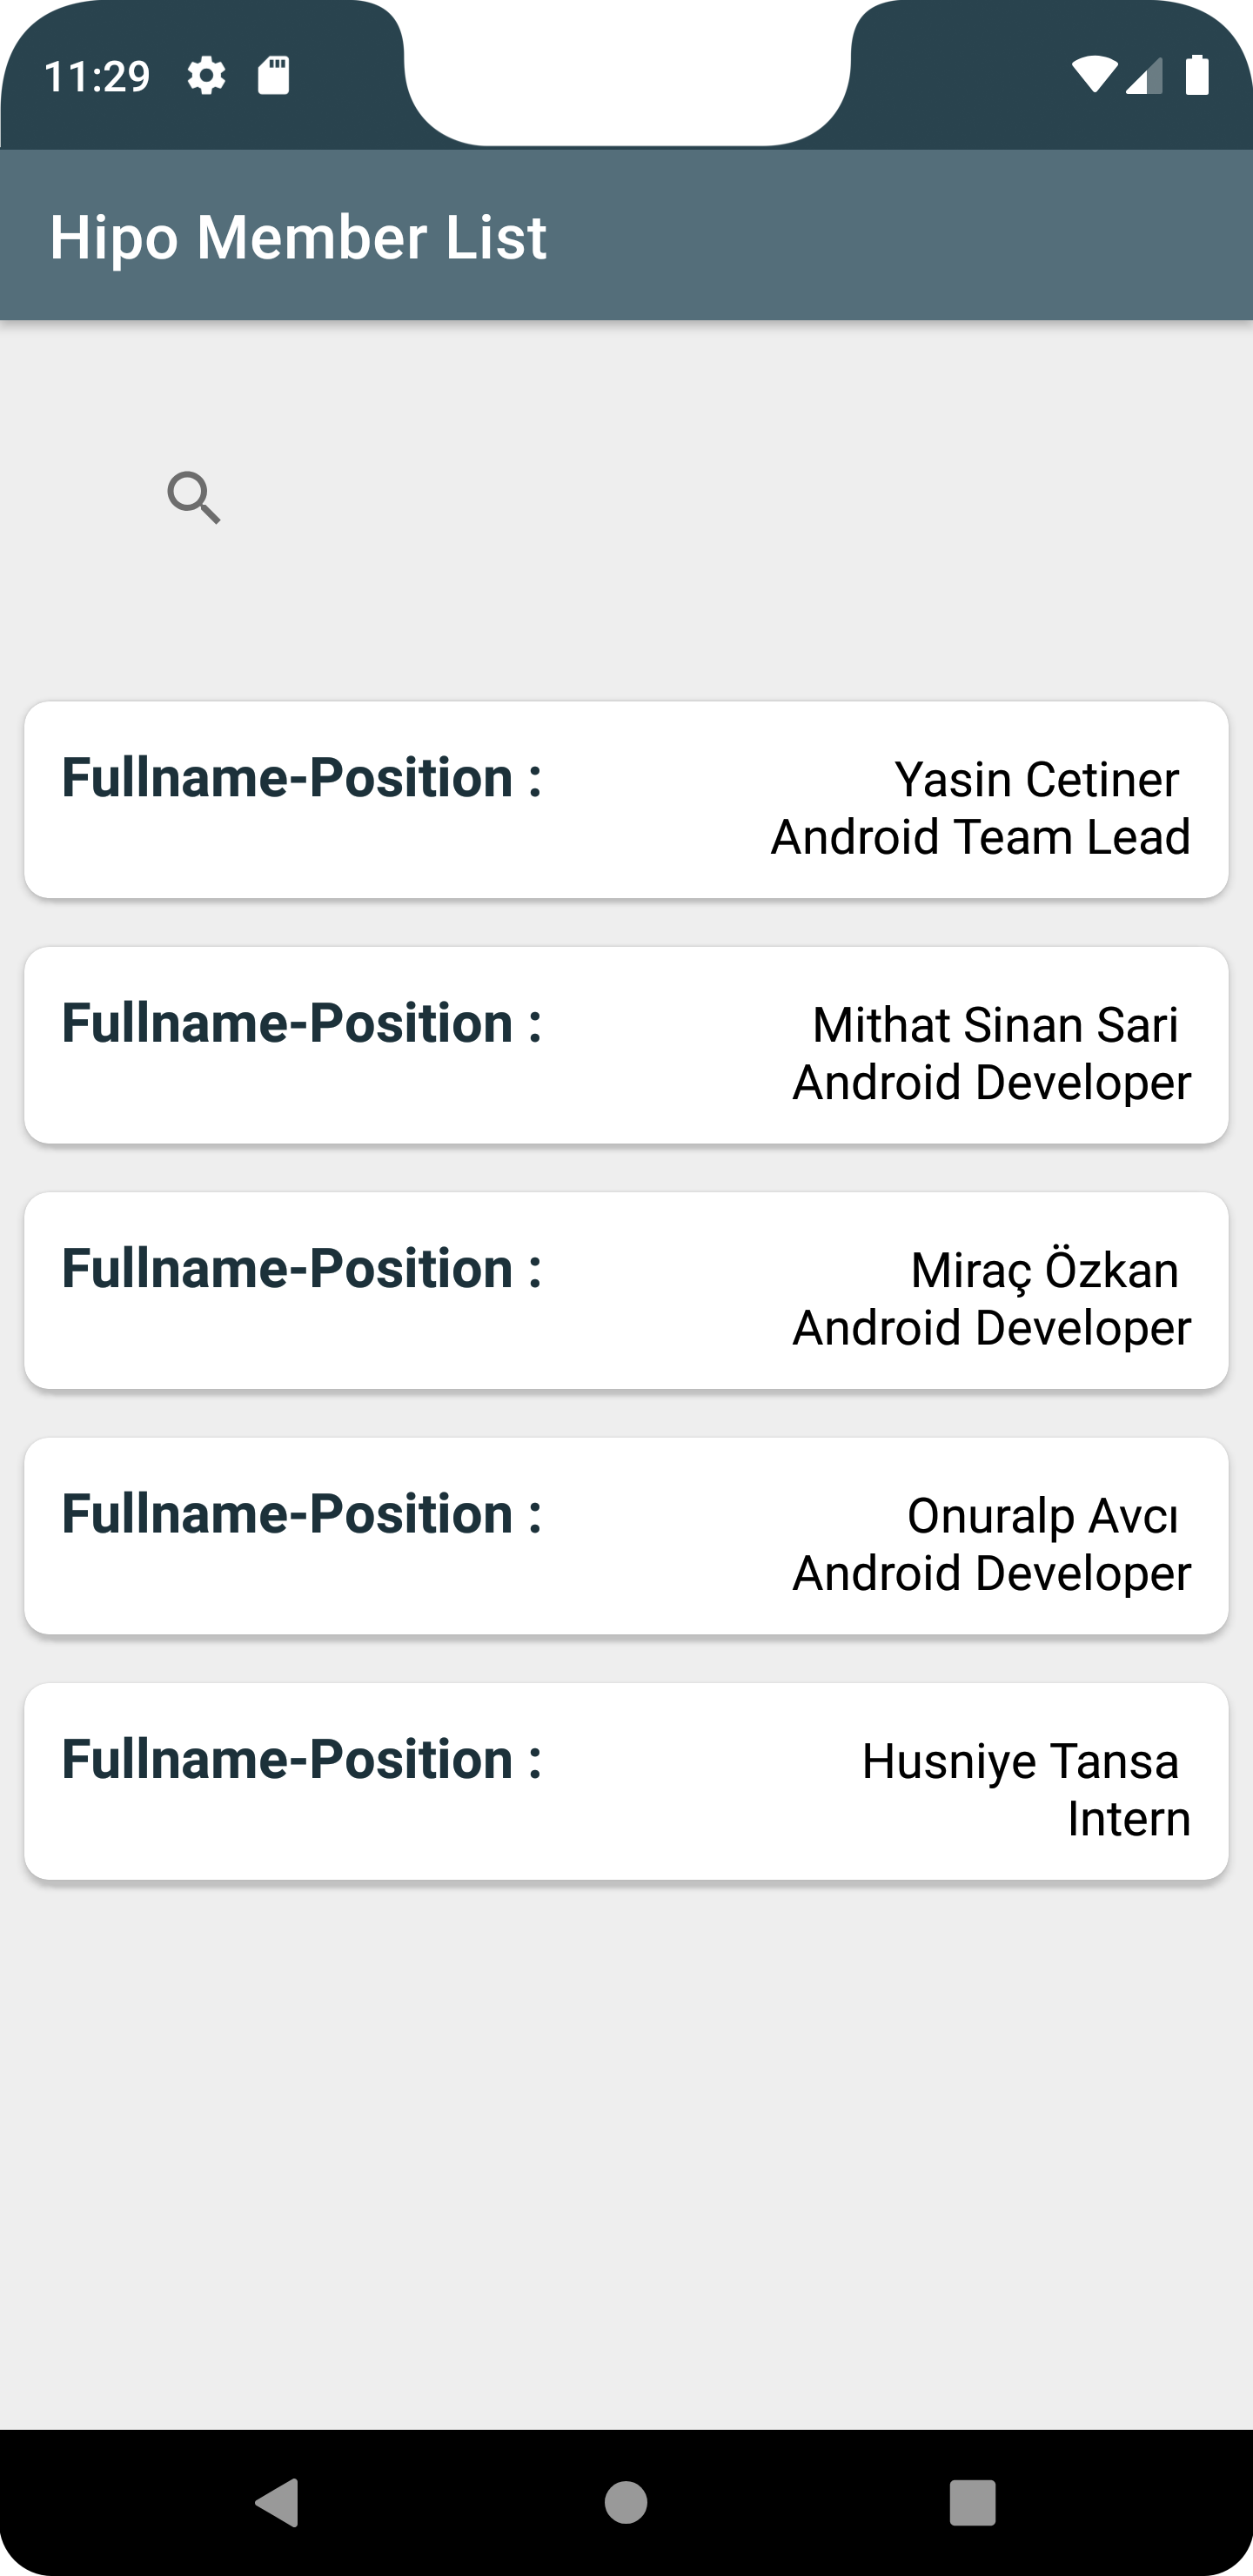 11:29
Hipo Member List
Fullname-Position :
Yasin Cetiner
Android Team Lead
Fullname-Position :
Mithat Sinan Sari
Android Developer
Fullname-Position :
Miraç Özkan
Android Developer
Fullname-Position :
Onuralp Avcı
Android Developer
Fullname-Position :
Husniye Tansa
Intern